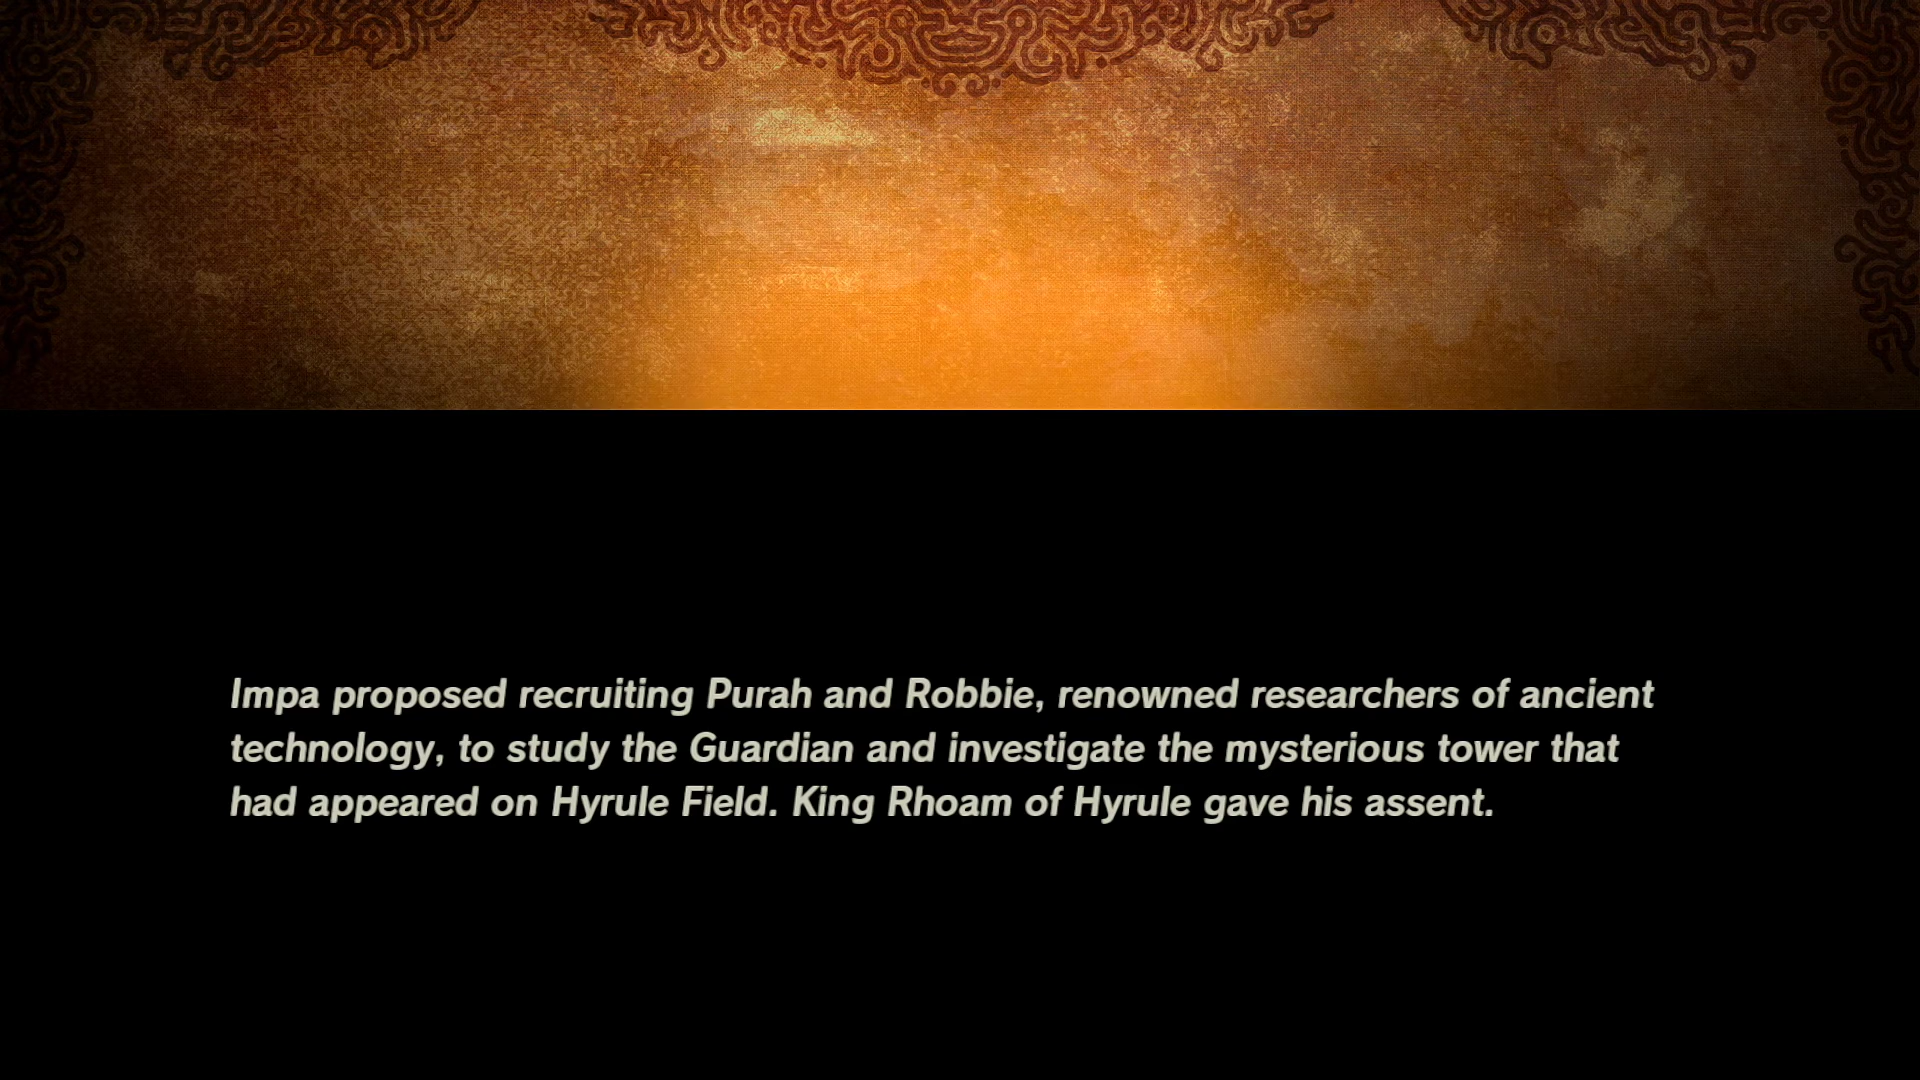 Impa proposed recruiting Purah and Robbie, renowned researchers of ancient
technology, to study the Guardian and investigate the mysterious tower that
had appeared on Hyrule Field. King Rhoam of Hyrule gave his assent.